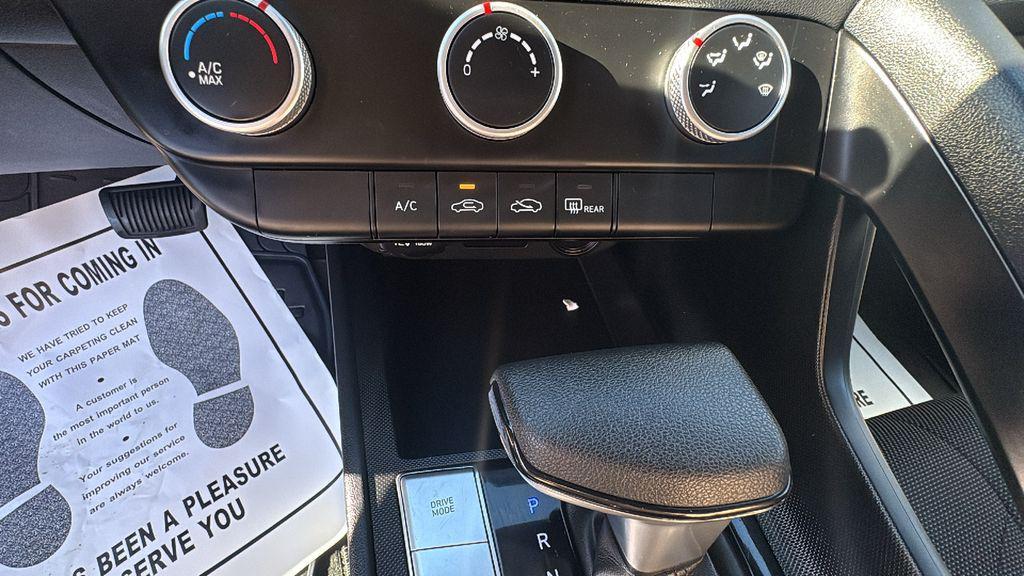 A/C
MAX
0
+
A/C
REAR
FOR COMING IN
WE HAVE TRIED TO KEEP
YOUR CARPETING CLEAN
WITH THIS PAPER MAT
A customer is
the most important person
in the world to us.
Your suggestions for
improving our service
are always welcome.
BEEN A PLEASURE
SERVE YOU
DRIVE
MODE
P
R
N
RE